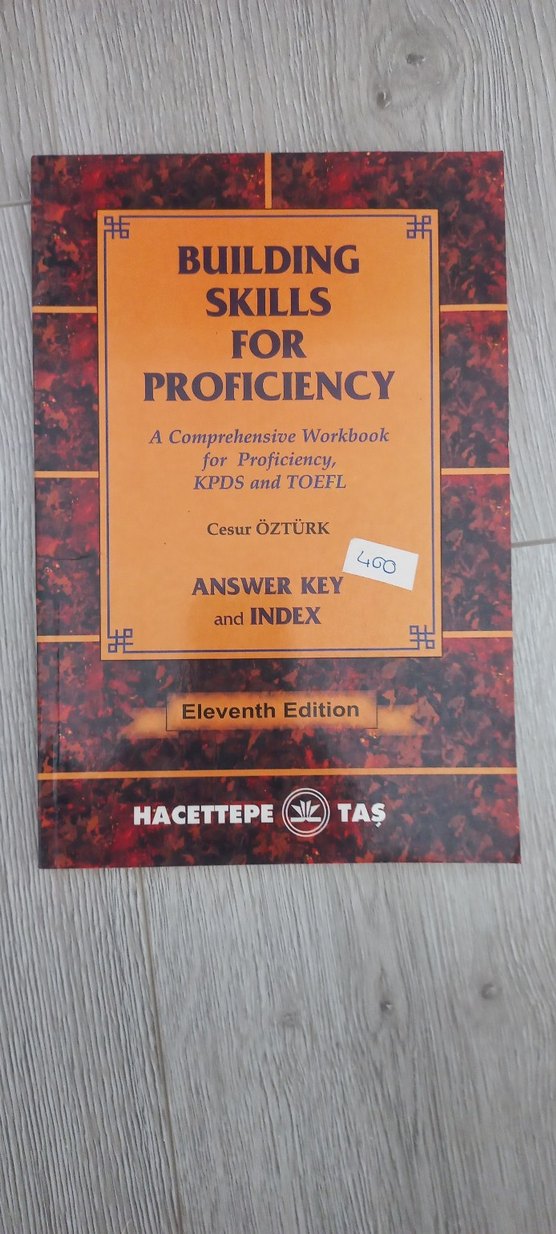 BUILDING
SKILLS
FOR
PROFICIENCY
A Comprehensive Workbook
for Proficiency,
KPDS and TOEFL
Cesur ÖZTÜRK
400
ANSWER KEY
and INDEX
Eleventh Edition
HACETTEPE TAŞ